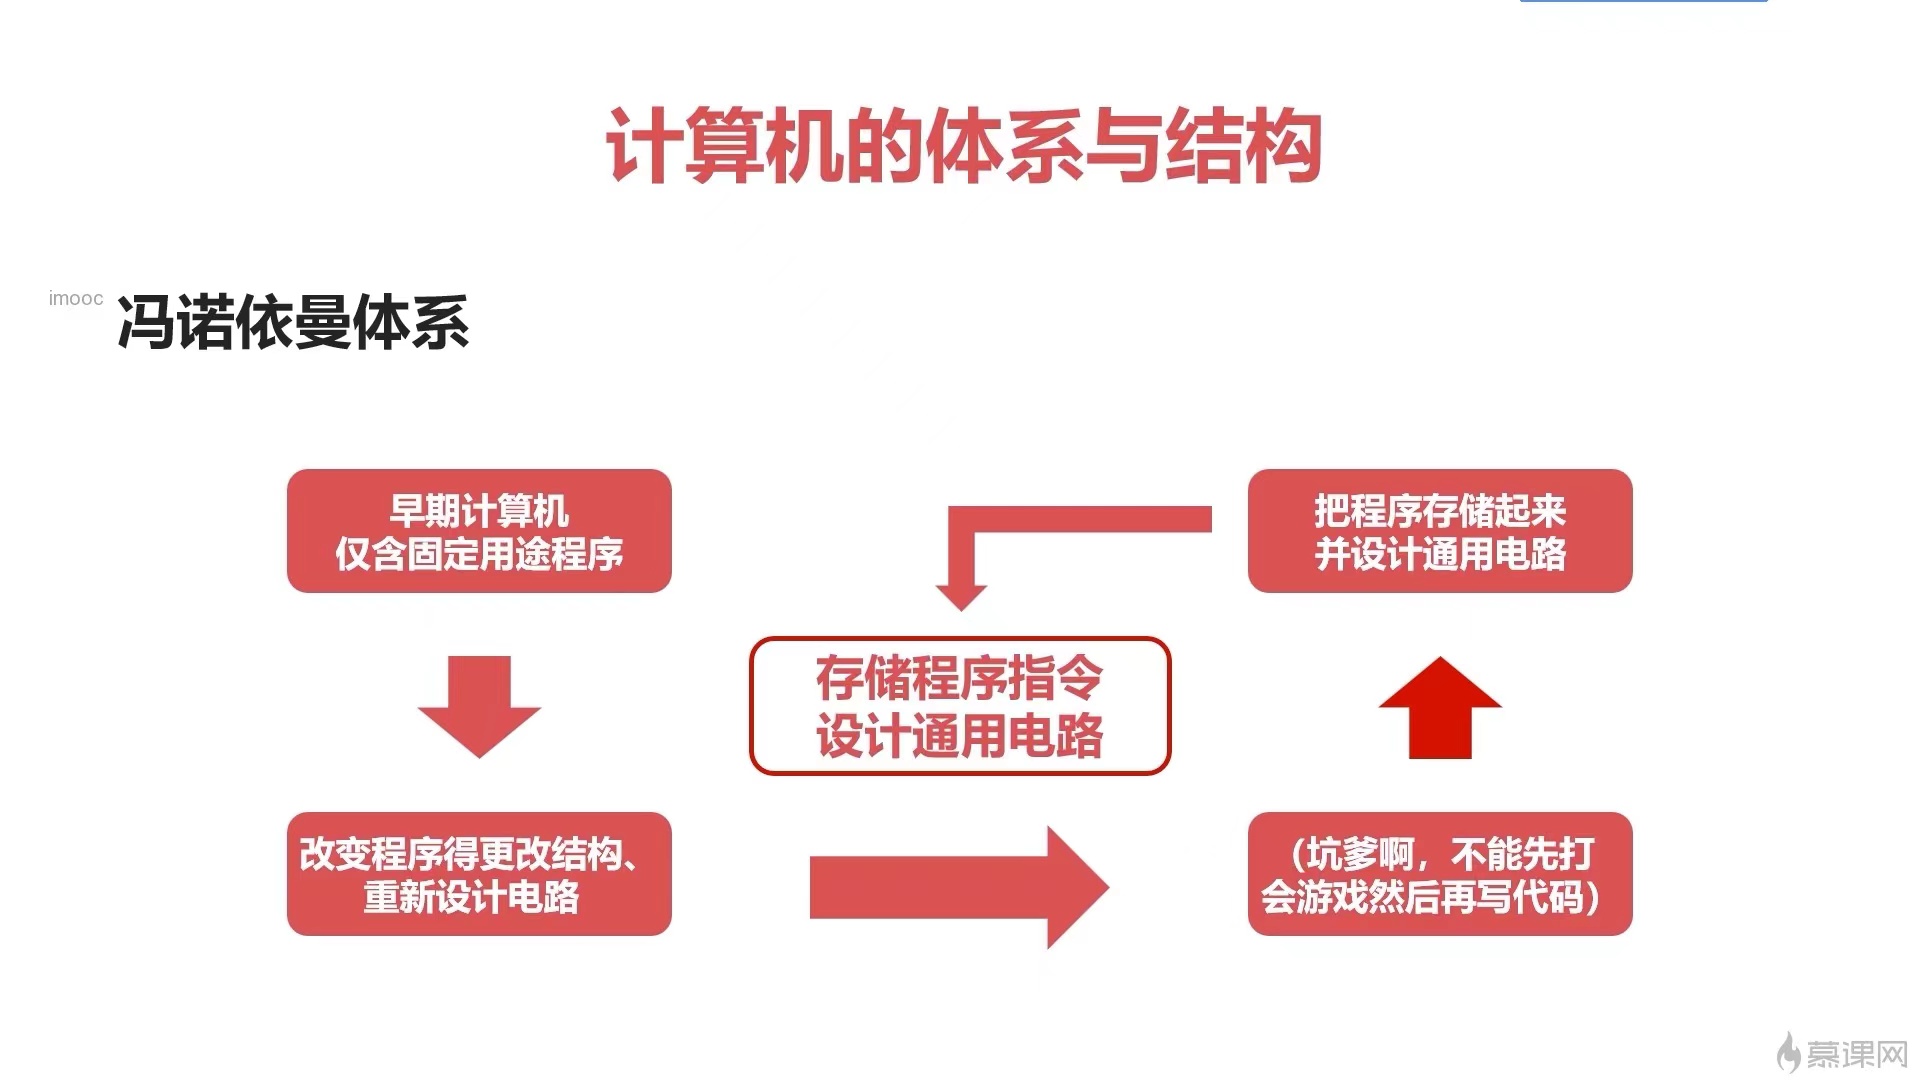 计算机的体系与结构
imooc
冯诺依曼体系
早期计算机
仅含固定用途程序
改变程序得更改结构、
重新设计电路
（坑爹啊，不能先打
会游戏然后再写代码）
把程序存储起来
并设计通用电路
存储程序指令
设计通用电路
慕课网